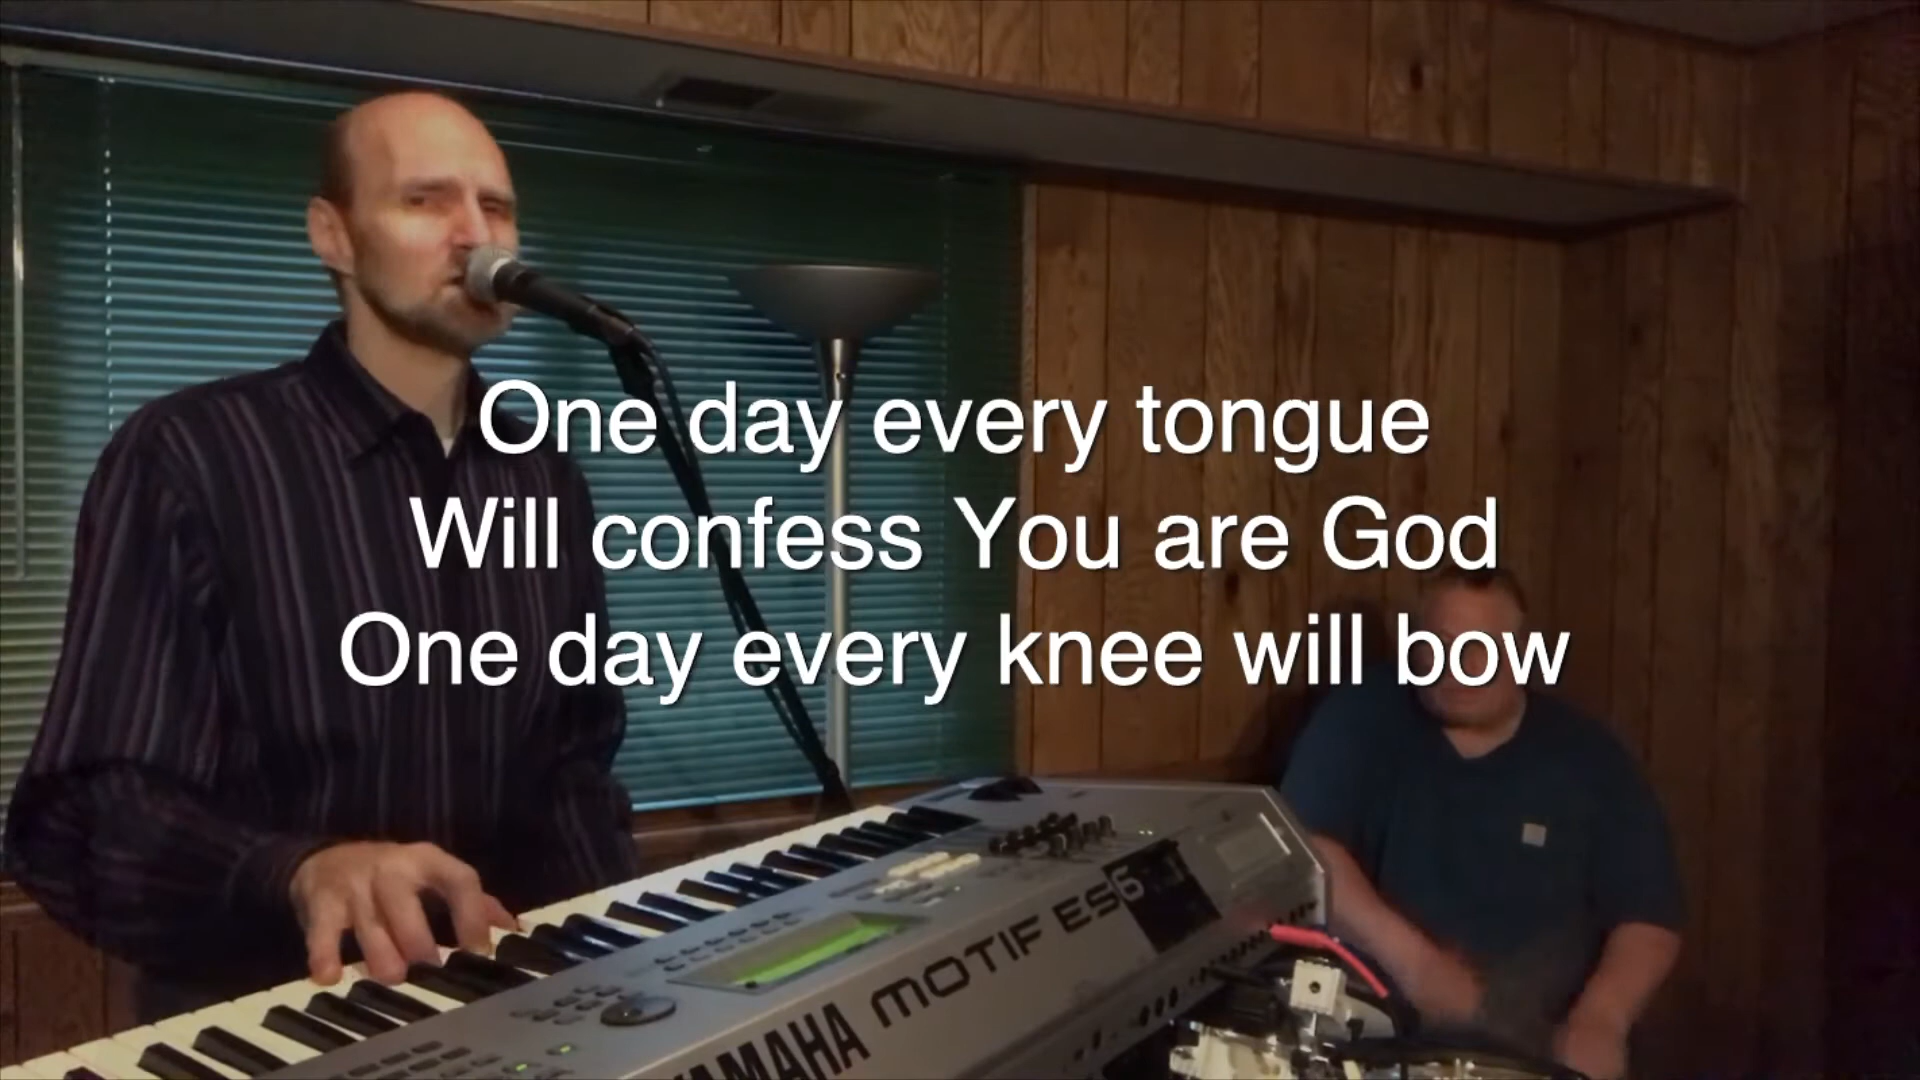 One day every tongue
Will confess You are God
One day every knee will bow
YAMAHA MOTIF ES6